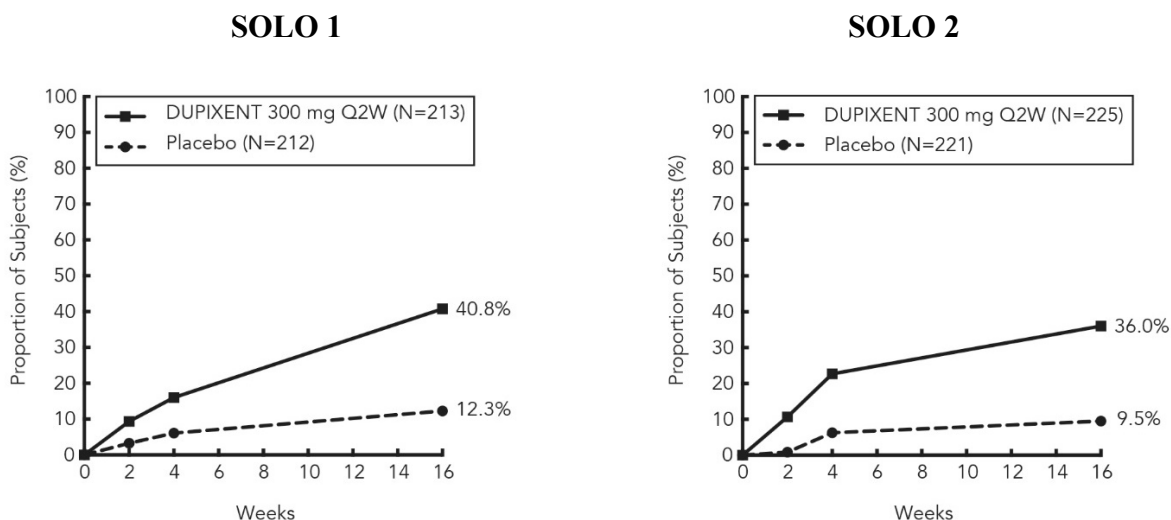 SOLO 1
100
90
80
70
60
50
40
30
20
10
0
Proportion of Subjects (%)
DUPIXENT 300 mg Q2W (N=213)
Placebo (N=212)
40.8%
12.3%
0 2 4 6 8 10 12 14 16
Weeks
SOLO 2
100
90
80
70
60
50
40
30
20
10
0
Proportion of Subjects (%)
DUPIXENT 300 mg Q2W (N=225)
Placebo (N=221)
36.0%
9.5%
0 2 4 6 8 10 12 14 16
Weeks